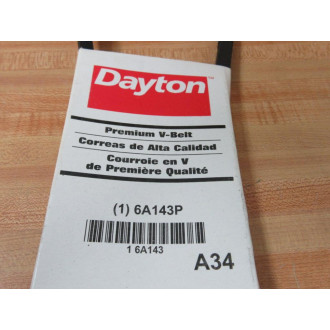 Dayton
Premium V-Belt
Correas de Alta Calidad
Courroie en V
de Première Qualité
(1) 6A143P
1 6A143
A34